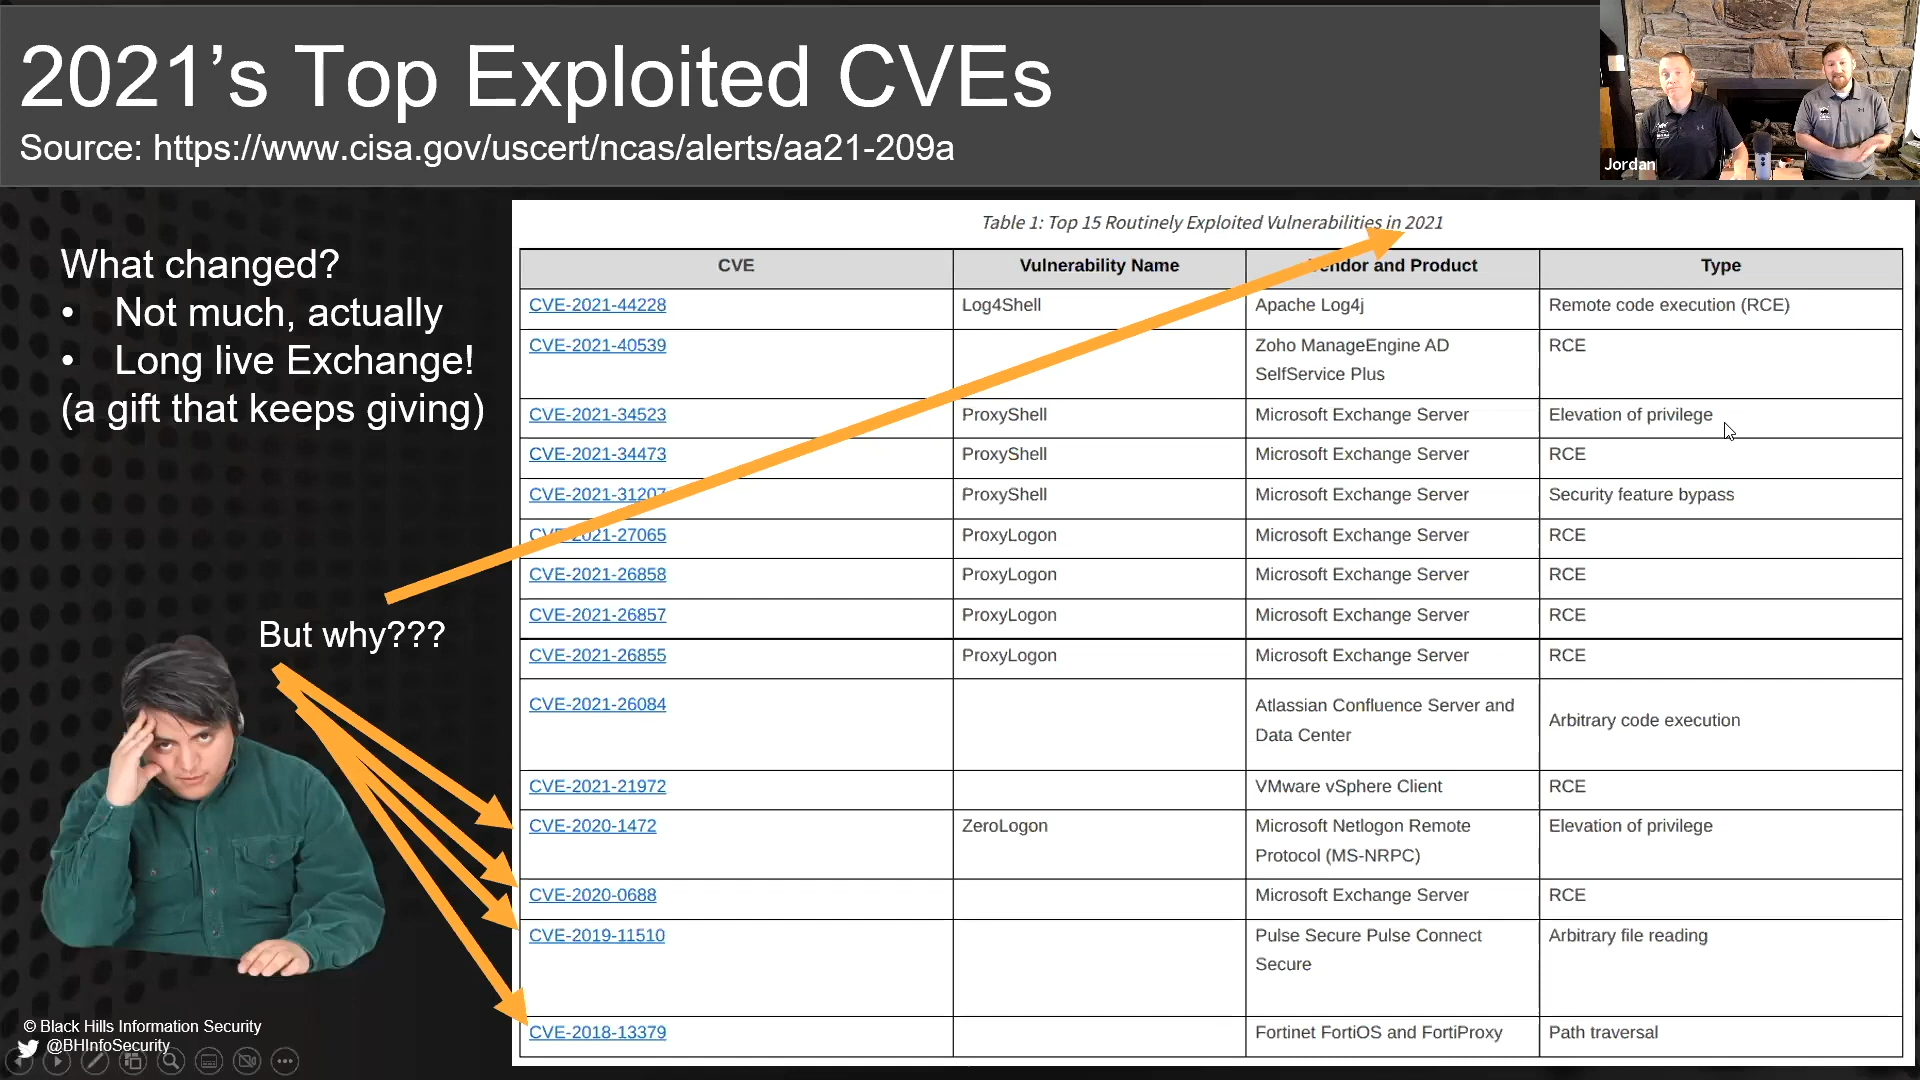 2021's Top Exploited CVEs
Source: https://www.cisa.gov/uscert/ncas/alerts/aa21-209a
Jordan
What changed?
• Not much, actually
• Long live Exchange!
(a gift that keeps giving)
But why???
Table 1: Top 15 Routinely Exploited Vulnerabilities in 2021
CVE Vulnerability Name Vendor and Product Type
CVE-2021-44228 Log4Shell Apache Log4j Remote code execution (RCE)
CVE-2021-40539 Zoho ManageEngine AD RCE
SelfService Plus
CVE-2021-34523 ProxyShell Microsoft Exchange Server Elevation of privilege
CVE-2021-34473 ProxyShell Microsoft Exchange Server RCE
CVE-2021-31207 ProxyShell Microsoft Exchange Server Security feature bypass
CVE-2021-27065 ProxyLogon Microsoft Exchange Server RCE
CVE-2021-26858 ProxyLogon Microsoft Exchange Server RCE
CVE-2021-26857 ProxyLogon Microsoft Exchange Server RCE
CVE-2021-26855 ProxyLogon Microsoft Exchange Server RCE
CVE-2021-26084 Atlassian Confluence Server and Arbitrary code execution
Data Center
CVE-2021-21972 VMware vSphere Client RCE
CVE-2020-1472 ZeroLogon Microsoft Netlogon Remote Elevation of privilege
Protocol (MS-NRPC)
CVE-2020-0688 Microsoft Exchange Server RCE
CVE-2019-11510 Pulse Secure Pulse Connect Arbitrary file reading
Secure
CVE-2018-13379 Fortinet FortiOS and FortiProxy Path traversal
© Black Hills Information Security
@BHInfoSecurity